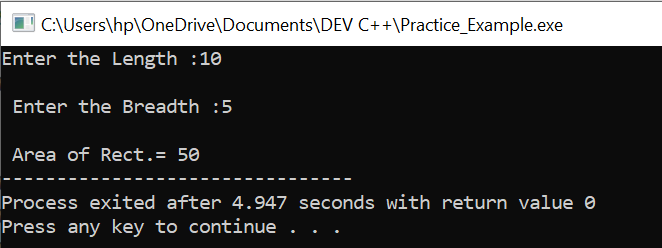 C:\Users\hp\OneDrive\Documents\DEV C++\Practice_Example.exe
Enter the Length :10
Enter the Breadth :5
Area of Rect.= 50
--------------------------------
Process exited after 4.947 seconds with return value 0
Press any key to continue . . .